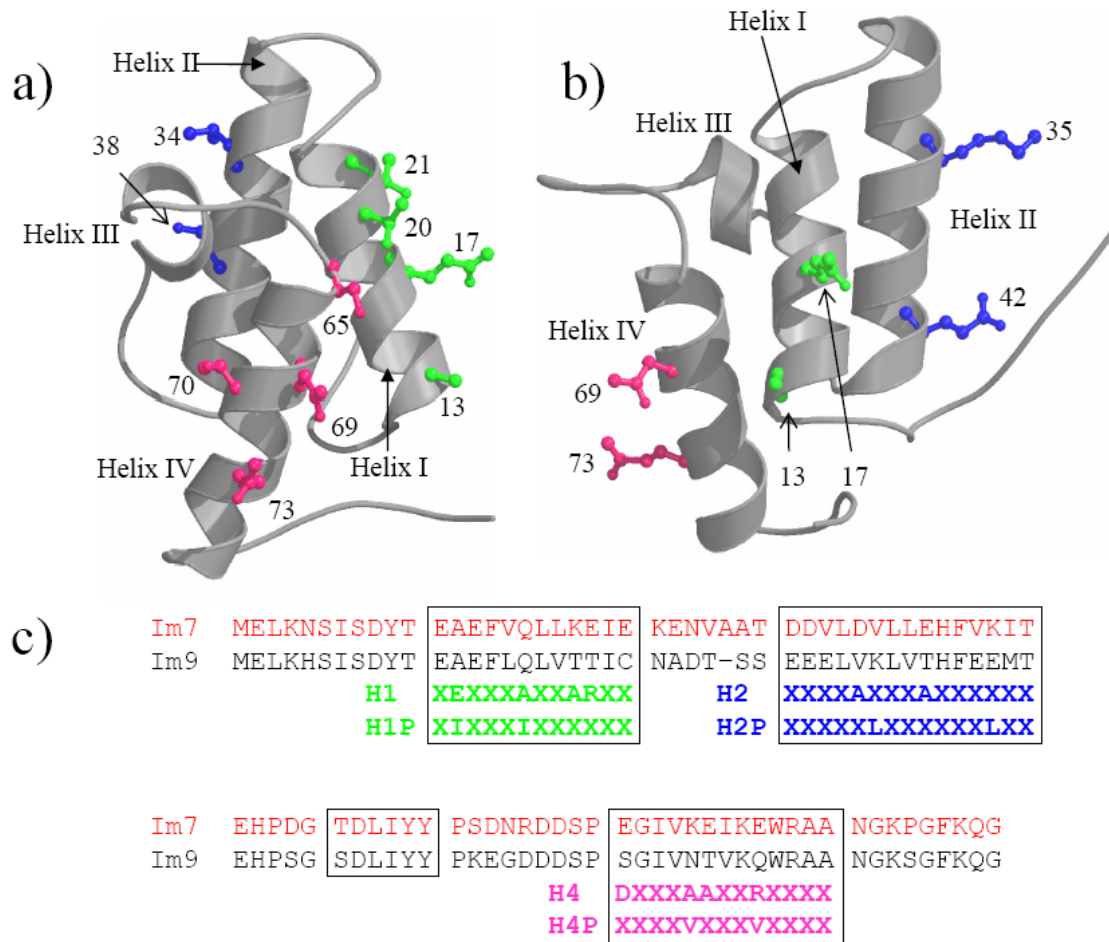 a)
Helix II
34
38
Helix III
21
20
17
65
70
69
13
Helix IV
Helix I
73
b)
Helix I
Helix III
35
Helix II
42
Helix IV
69
73
13
17
c)
Im7 MELKNSISDYT EAEFVQLLKEIE KENVAAT DDVLDVLLEHFVKIT
Im9 MELKHSISDYT EAEFLQLVTTIC NADT-SS EEELVKLVTHFEEMT
H1 XEXXXAXXARXX H2 XXXXAXXXAXXXXXX
H1P XIXXXIXXXXXX H2P XXXXXLXXXXXXLXX
Im7 EHPDG TDLIYY PSDNRDDSP EGIVKEIKEWRAA NGKPGFKQG
Im9 EHPSG SDLIYY PKEGDDDSP SGIVNTVKQWRAA NGKSGFKQG
H4 DXXXAAXXRXXXX
H4P XXXXVXXXVXXXX